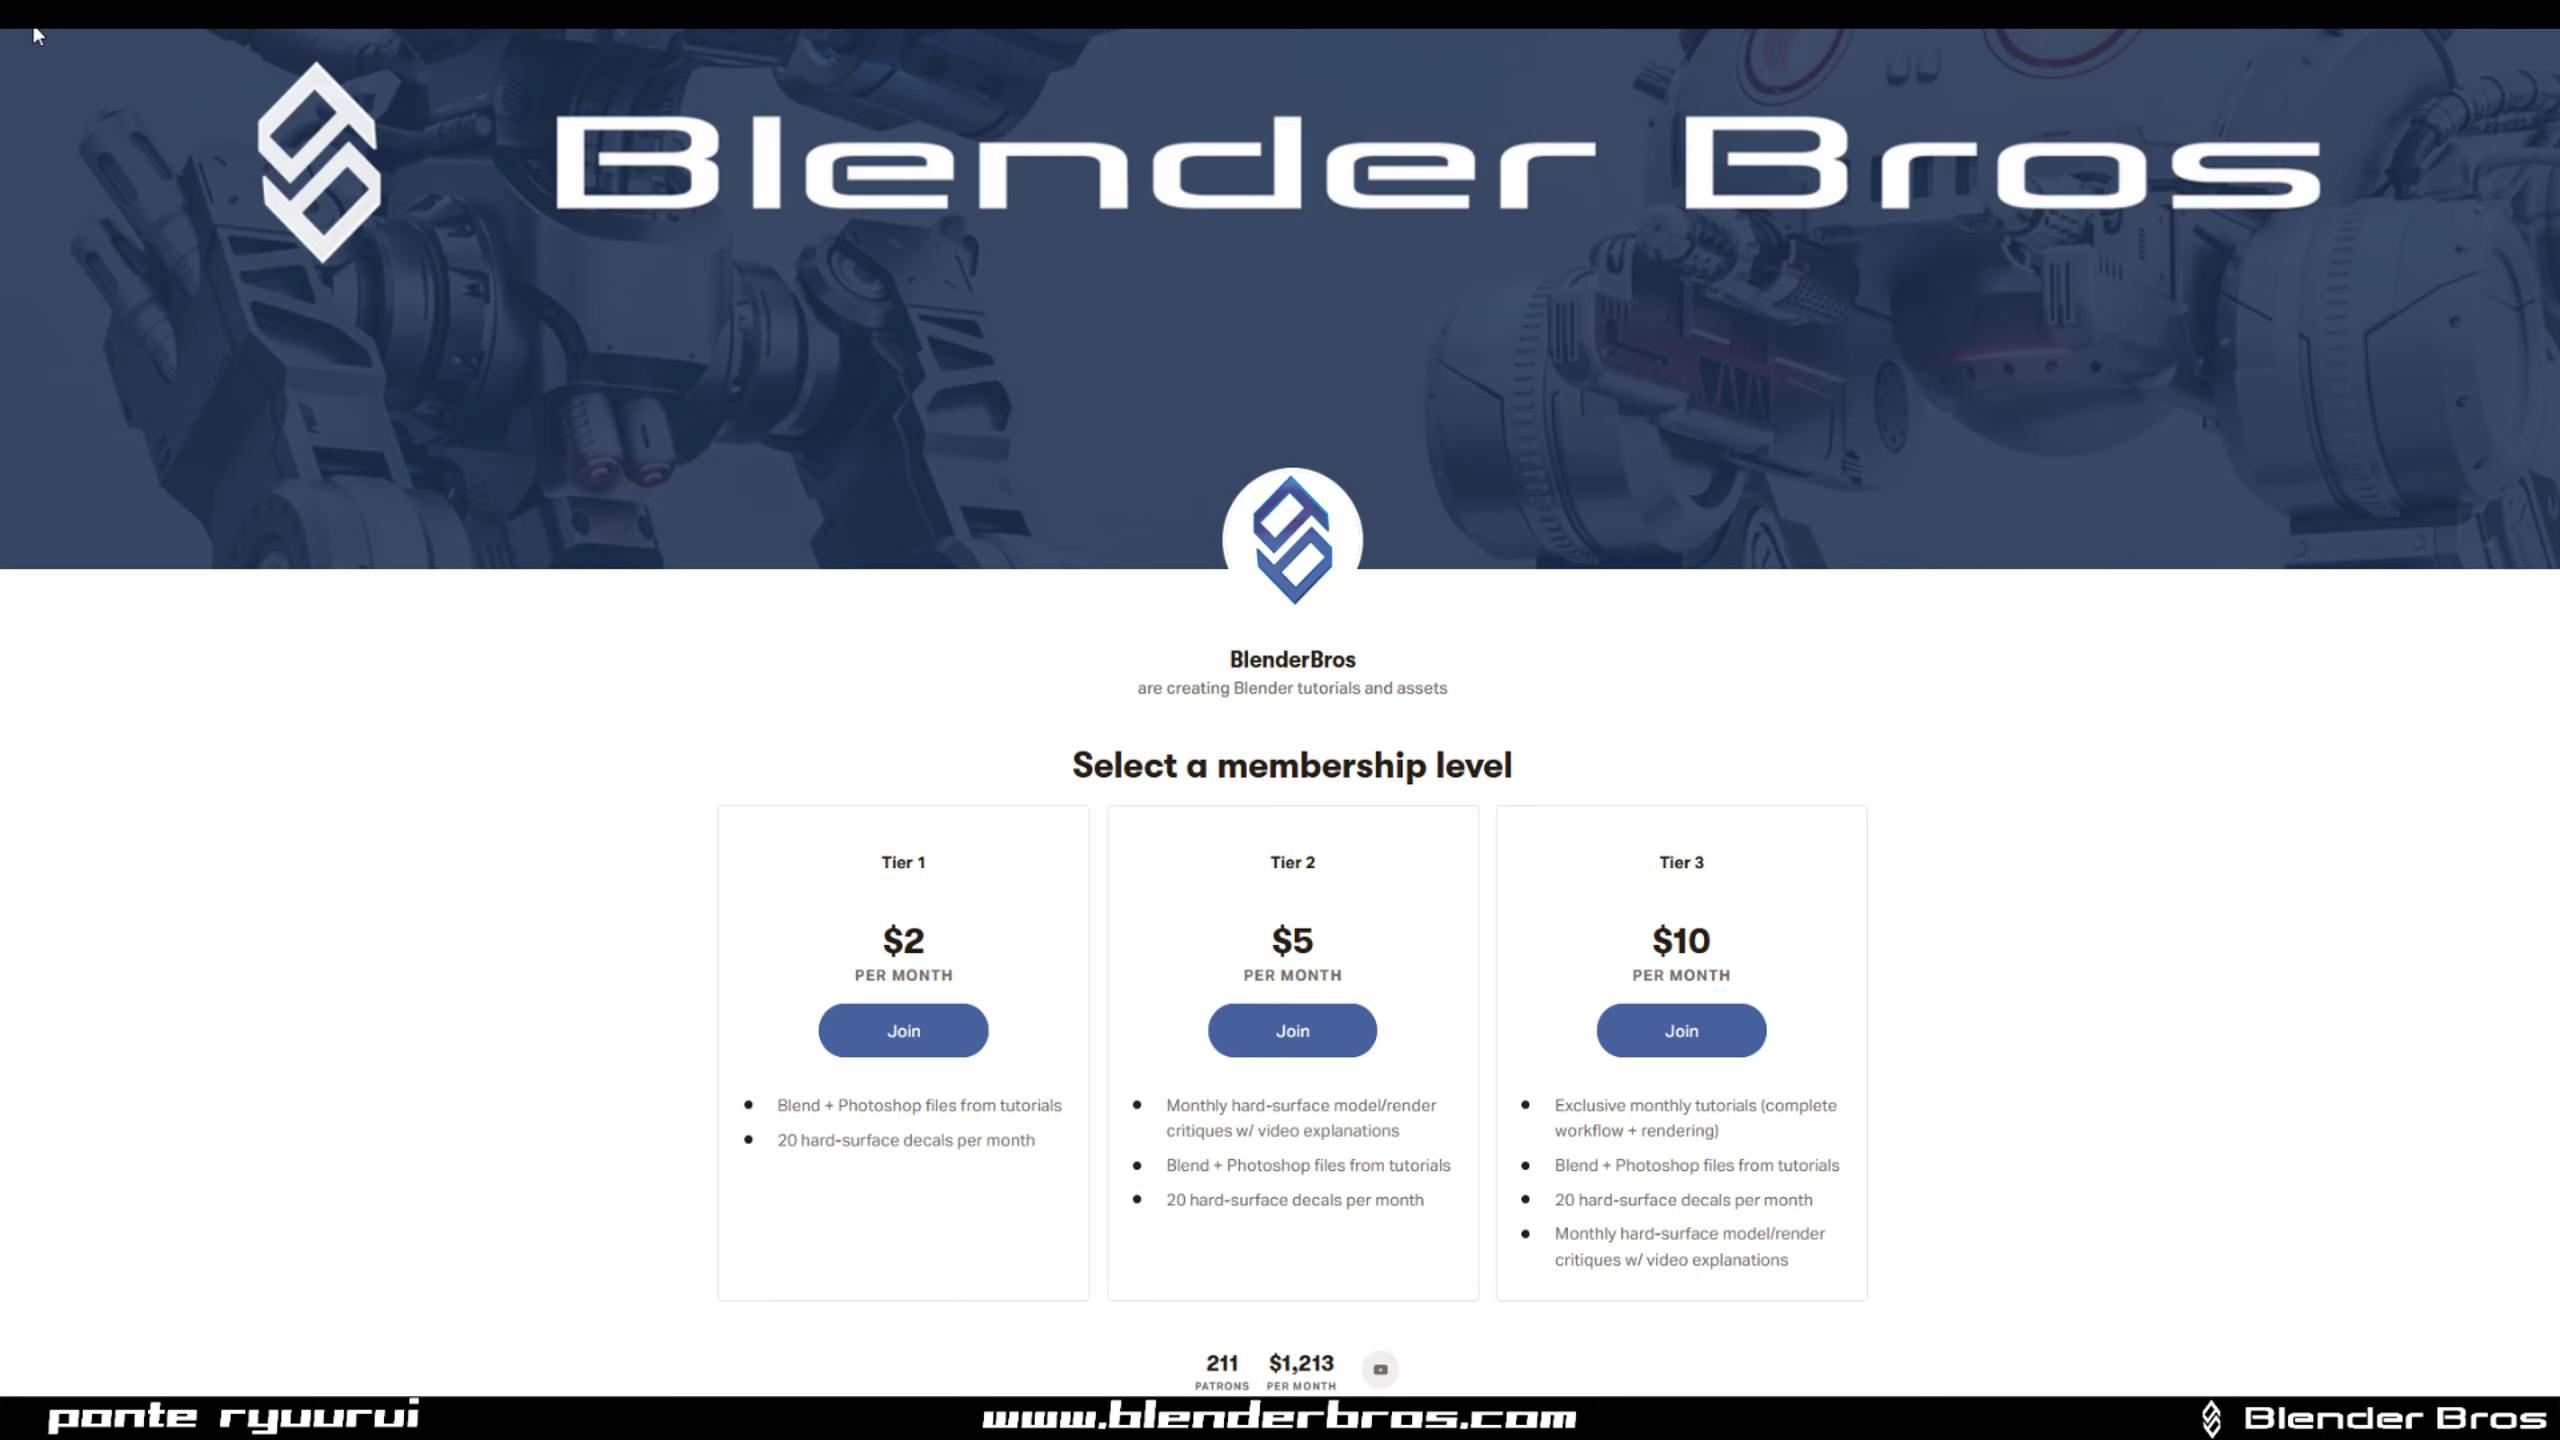 Blender Bros
BlenderBros
are creating Blender tutorials and assets
Select a membership level
Tier 1
$2
PER MONTH
Join
• Blend + Photoshop files from tutorials
• 20 hard-surface decals per month
Tier 2
$5
PER MONTH
Join
• Monthly hard-surface model/render
critiques w/ video explanations
• Blend + Photoshop files from tutorials
• 20 hard-surface decals per month
Tier 3
$10
PER MONTH
Join
• Exclusive monthly tutorials (complete
workflow + rendering)
• Blend + Photoshop files from tutorials
• 20 hard-surface decals per month
• Monthly hard-surface model/render
critiques w/ video explanations
211
PATRONS
$1,213
PER MONTH
ponte ryuurui
www.blenderbros.com
Blender Bros